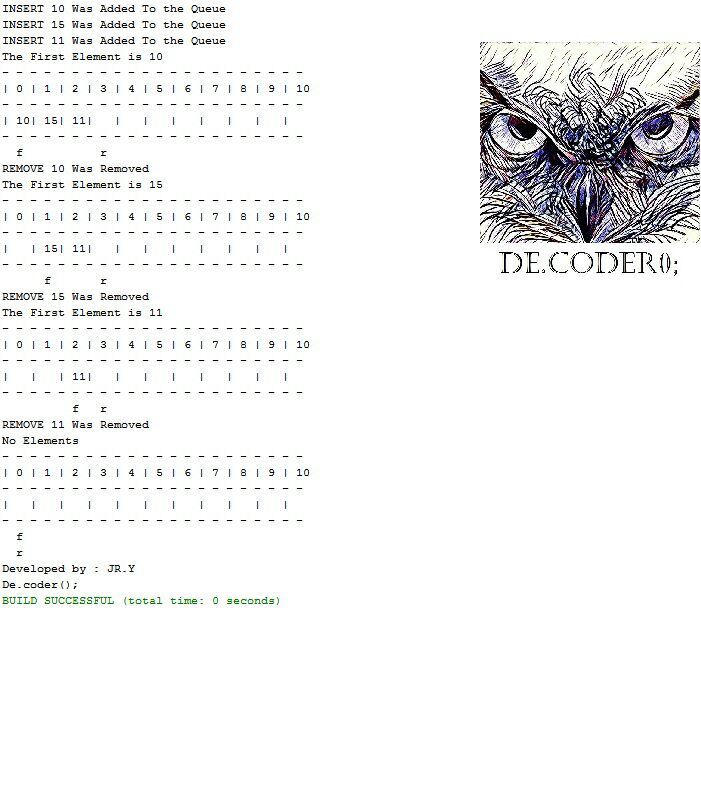 INSERT 10 Was Added To the Queue
INSERT 15 Was Added To the Queue
INSERT 11 Was Added To the Queue
The First Element is 10
- - - - - - - - - - - - - - - - - - - - - -
| 0 | 1 | 2 | 3 | 4 | 5 | 6 | 7 | 8 | 9 | 10
- - - - - - - - - - - - - - - - - - - - - -
| 10| 15| 11|   |   |   |   |   |   |   |
- - - - - - - - - - - - - - - - - - - - - -
  f           r
REMOVE 10 Was Removed
The First Element is 15
- - - - - - - - - - - - - - - - - - - - - -
| 0 | 1 | 2 | 3 | 4 | 5 | 6 | 7 | 8 | 9 | 10
- - - - - - - - - - - - - - - - - - - - - -
|   | 15| 11|   |   |   |   |   |   |   |
- - - - - - - - - - - - - - - - - - - - - -
      f       r
REMOVE 15 Was Removed
The First Element is 11
- - - - - - - - - - - - - - - - - - - - - -
| 0 | 1 | 2 | 3 | 4 | 5 | 6 | 7 | 8 | 9 | 10
- - - - - - - - - - - - - - - - - - - - - -
|   |   | 11|   |   |   |   |   |   |   |
- - - - - - - - - - - - - - - - - - - - - -
          f   r
REMOVE 11 Was Removed
No Elements
- - - - - - - - - - - - - - - - - - - - - -
| 0 | 1 | 2 | 3 | 4 | 5 | 6 | 7 | 8 | 9 | 10
- - - - - - - - - - - - - - - - - - - - - -
|   |   |   |   |   |   |   |   |   |   |
- - - - - - - - - - - - - - - - - - - - - -
  f
  r
Developed by : JR.Y
De.coder();
BUILD SUCCESSFUL (total time: 0 seconds)
DE.CODER();